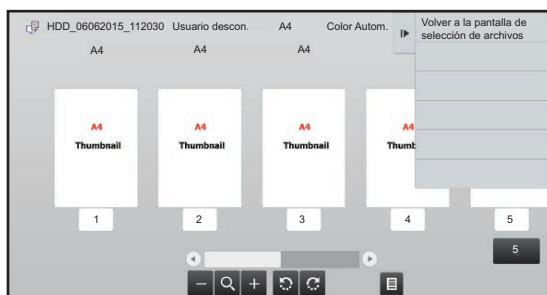 HDD_06062015_112030 Usuario descon. A4 Color Autom.
Volver a la pantalla de
selección de archivos
A4 A4 A4
A4 A4 A4 A4
Thumbnail Thumbnail Thumbnail Thumb
1 2 3 4 5
5